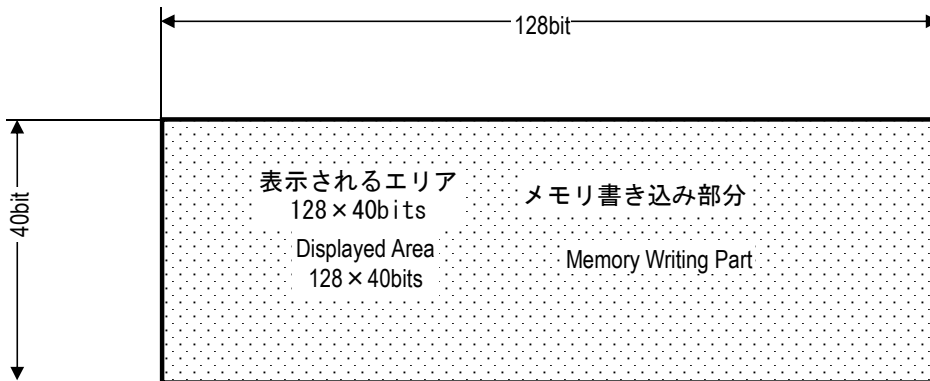 128bit
40bit
表示されるエリア
128×40bits
Displayed Area
128×40bits
メモリ書き込み部分
Memory Writing Part